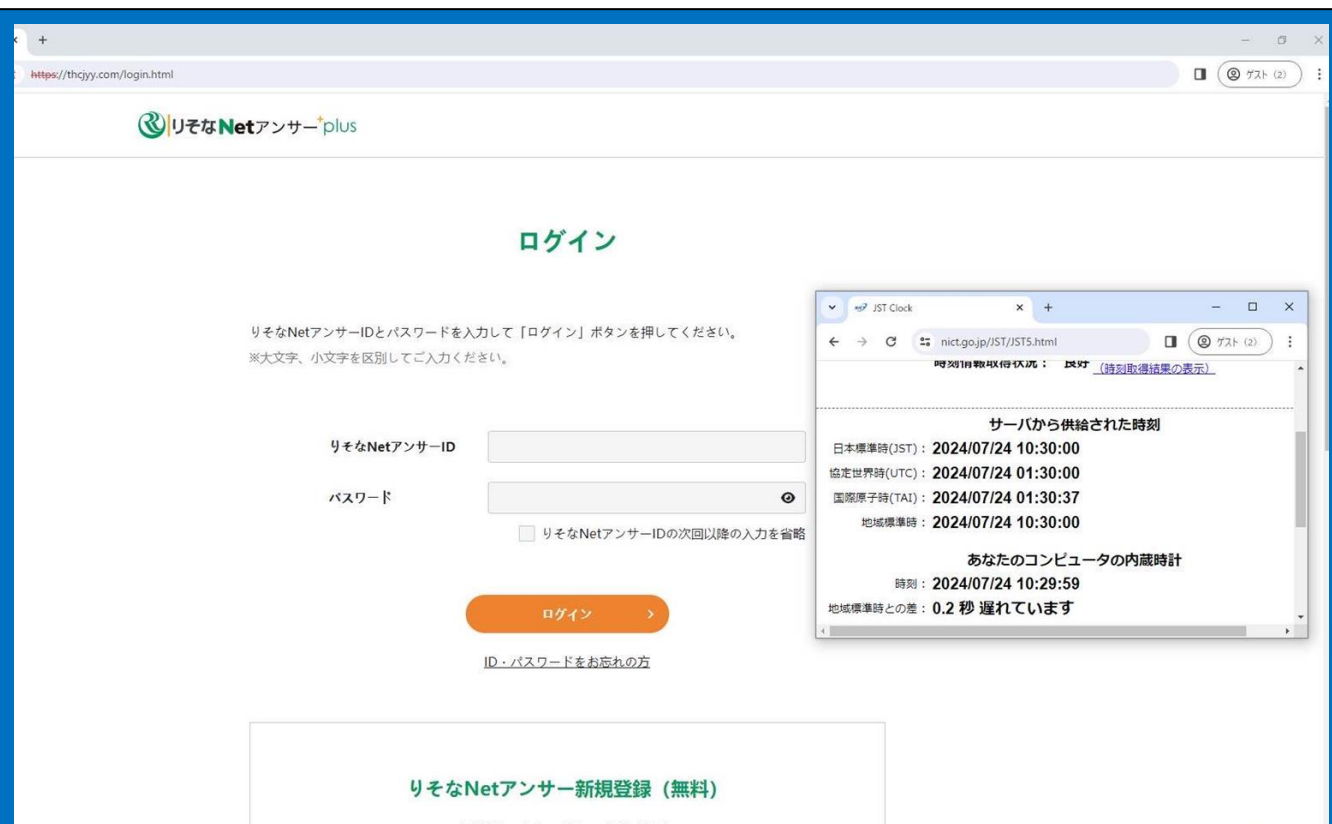 https://thcjyy.com/login.html
ゲスト (2)
りそなNetアンサー+plus
ログイン
りそなNetアンサーIDとパスワードを入力して「ログイン」ボタンを押してください。
※大文字、小文字を区別してご入力ください。
りそなNetアンサーID
パスワード
りそなNetアンサーIDの次回以降の入力を省略
ログイン
ID・パスワードをお忘れの方
りそなNetアンサー新規登録（無料）
JST Clock
nict.go.jp/JST/JST5.html
ゲスト (2)
時刻情報取得状況： 良好 （時刻取得結果の表示）
サーバから供給された時刻
日本標準時(JST)： 2024/07/24 10:30:00
協定世界時(UTC)： 2024/07/24 01:30:00
国際原子時(TAI)： 2024/07/24 01:30:37
地域標準時： 2024/07/24 10:30:00
あなたのコンピュータの内蔵時計
時刻： 2024/07/24 10:29:59
地域標準時との差： 0.2 秒 遅れています